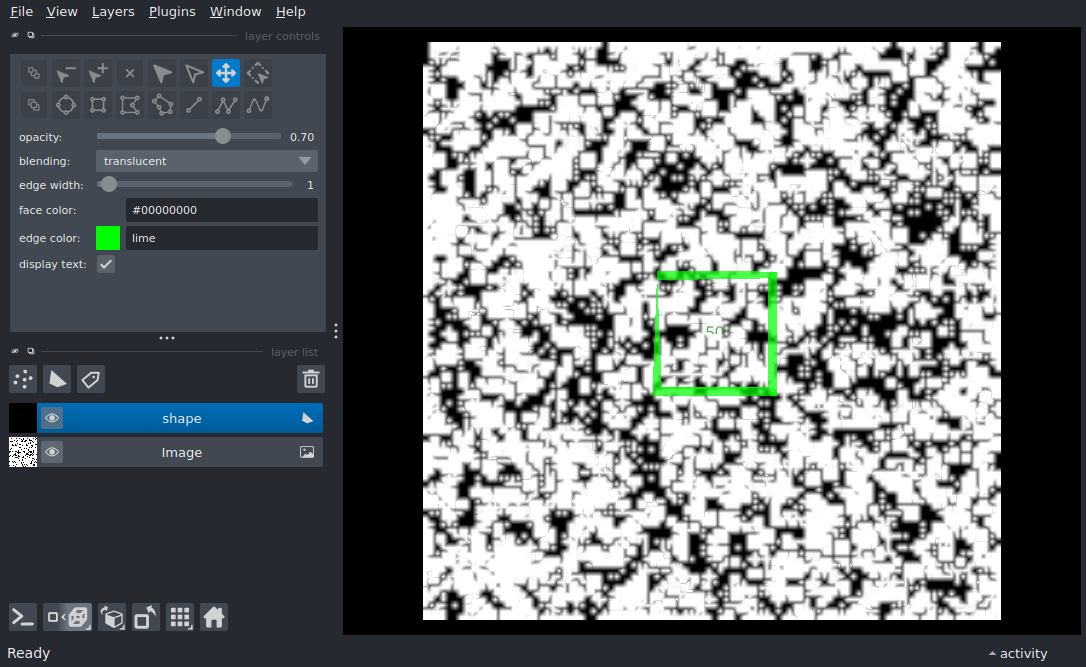 File View Layers Plugins Window Help
layer controls
opacity: 0.70
blending: translucent
edge width: 1
face color: #00000000
edge color: lime
display text:
layer list
shape
Image
50
Ready
activity